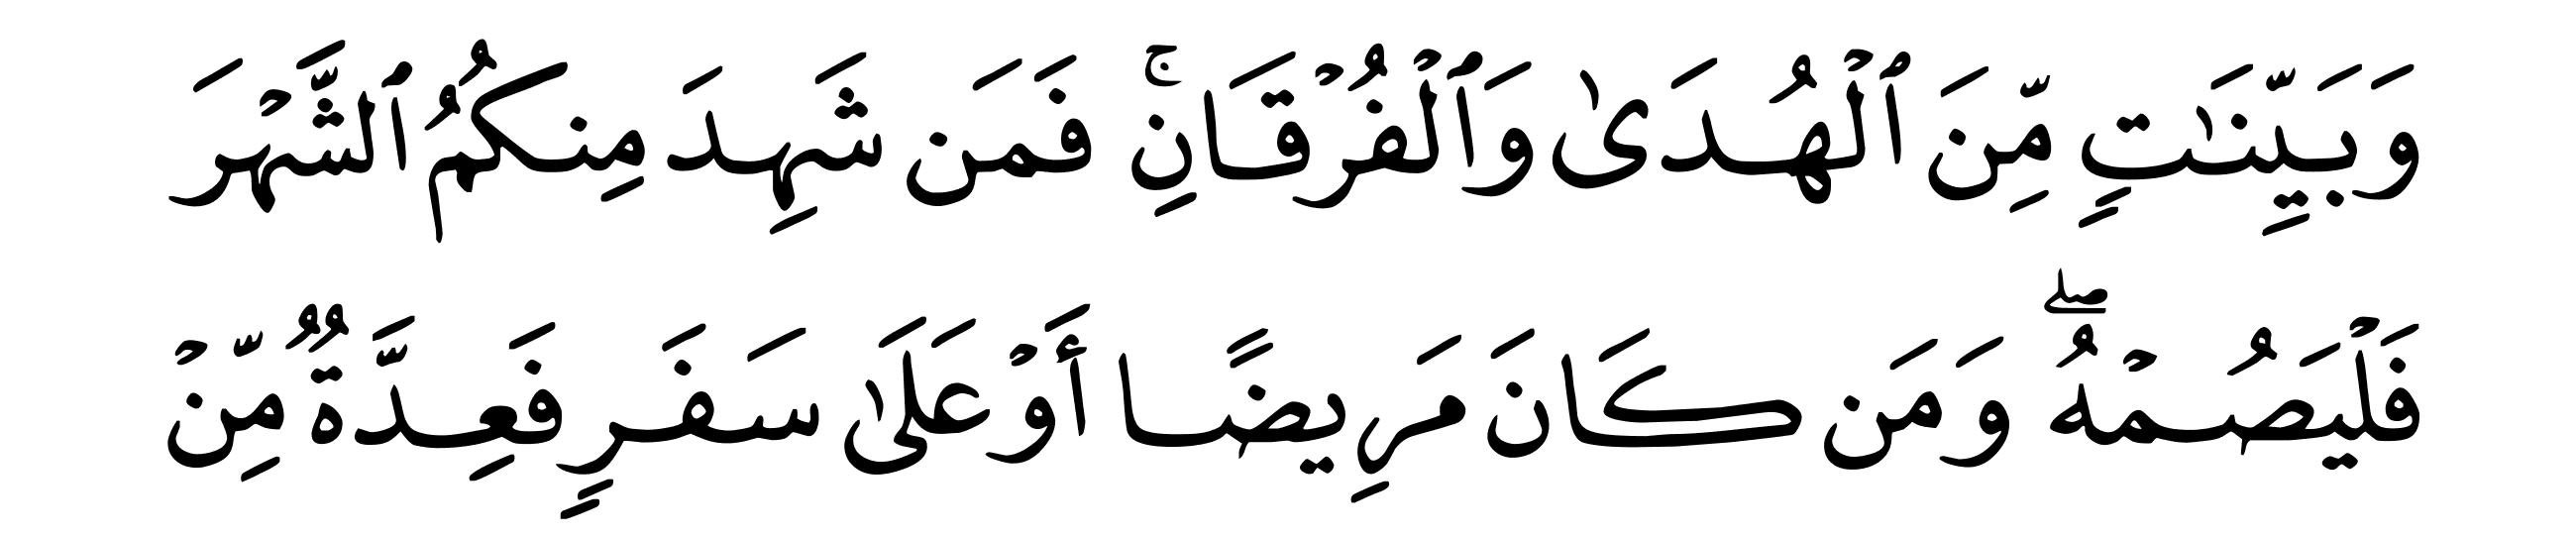 وَبَيِّنَٰتٖ مِّنَ ٱلۡهُدَىٰ وَٱلۡفُرۡقَانِۚ فَمَن شَهِدَ مِنكُمُ ٱلشَّهۡرَ
فَلۡيَصُمۡهُۖ وَمَن كَانَ مَرِيضًا أَوۡ عَلَىٰ سَفَرٖ فَعِدَّةٞ مِّنۡ